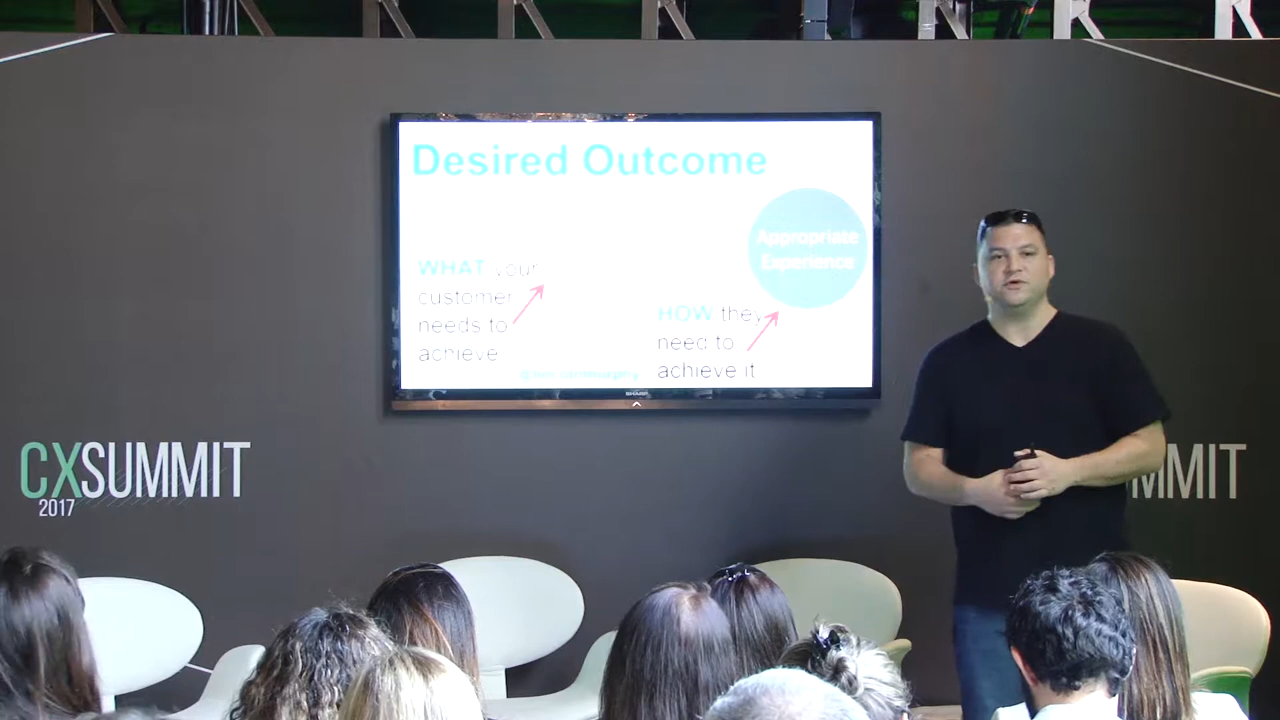 Desired Outcome
Appropriate
Experience
WHAT your
customer
needs to
achieve
HOW they
need to
achieve it
SHARP
CXSUMMIT
2017
MMIT